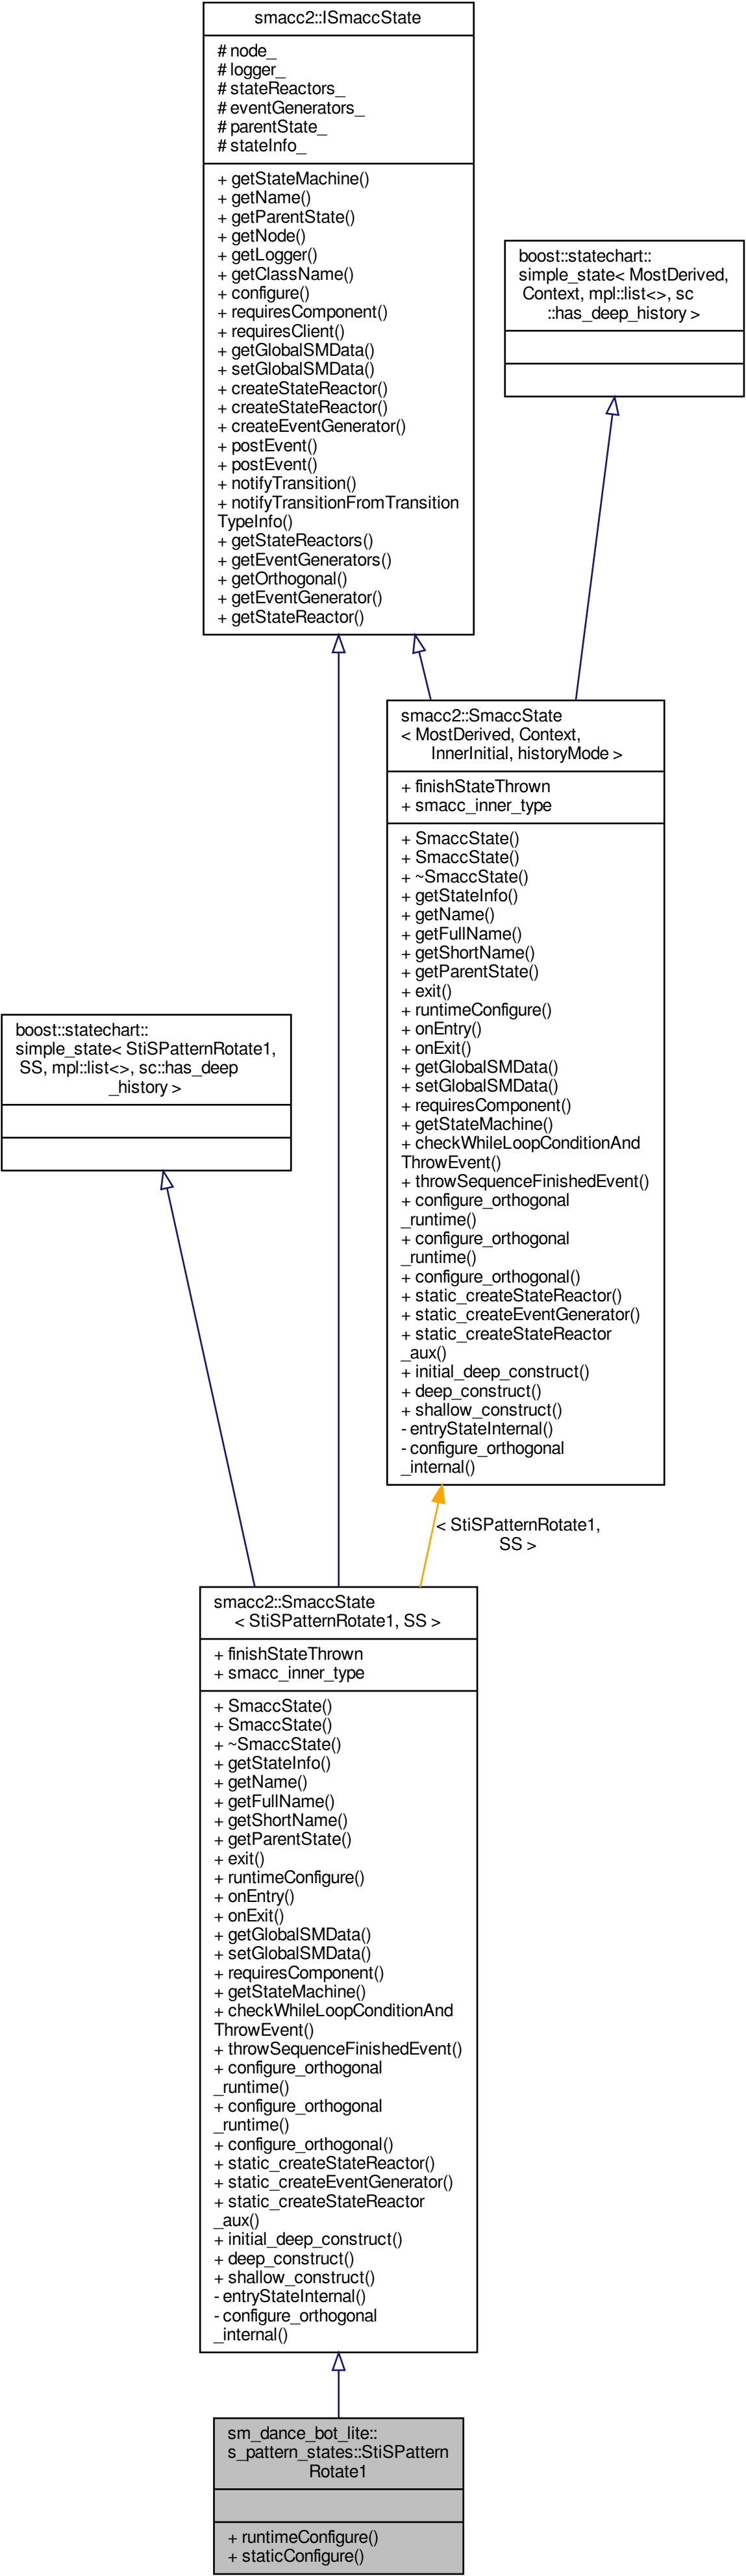 smacc2::ISmaccState
# node_
# logger_
# stateReactors_
# eventGenerators_
# parentState_
# stateInfo_
+ getStateMachine()
+ getName()
+ getParentState()
+ getNode()
+ getLogger()
+ getClassName()
+ configure()
+ requiresComponent()
+ requiresClient()
+ getGlobalSMData()
+ setGlobalSMData()
+ createStateReactor()
+ createStateReactor()
+ createEventGenerator()
+ postEvent()
+ postEvent()
+ notifyTransition()
+ notifyTransitionFromTransition
TypeInfo()
+ getStateReactors()
+ getEventGenerators()
+ getOrthogonal()
+ getEventGenerator()
+ getStateReactor()
boost::statechart::
simple_state< MostDerived,
Context, mpl::list<>, sc
::has_deep_history >
smacc2::SmaccState
< MostDerived, Context,
InnerInitial, historyMode >
+ finishStateThrown
+ smacc_inner_type
+ SmaccState()
+ SmaccState()
+ ~SmaccState()
+ getStateInfo()
+ getName()
+ getFullName()
+ getShortName()
+ getParentState()
+ exit()
+ runtimeConfigure()
+ onEntry()
+ onExit()
+ getGlobalSMData()
+ setGlobalSMData()
+ requiresComponent()
+ getStateMachine()
+ checkWhileLoopConditionAnd
ThrowEvent()
+ throwSequenceFinishedEvent()
+ configure_orthogonal
_runtime()
+ configure_orthogonal
_runtime()
+ configure_orthogonal()
+ static_createStateReactor()
+ static_createEventGenerator()
+ static_createStateReactor
_aux()
+ initial_deep_construct()
+ deep_construct()
+ shallow_construct()
- entryStateInternal()
- configure_orthogonal
_internal()
boost::statechart::
simple_state< StiSPatternRotate1,
SS, mpl::list<>, sc::has_deep
_history >
< StiSPatternRotate1,
SS >
smacc2::SmaccState
< StiSPatternRotate1, SS >
+ finishStateThrown
+ smacc_inner_type
+ SmaccState()
+ SmaccState()
+ ~SmaccState()
+ getStateInfo()
+ getName()
+ getFullName()
+ getShortName()
+ getParentState()
+ exit()
+ runtimeConfigure()
+ onEntry()
+ onExit()
+ getGlobalSMData()
+ setGlobalSMData()
+ requiresComponent()
+ getStateMachine()
+ checkWhileLoopConditionAnd
ThrowEvent()
+ throwSequenceFinishedEvent()
+ configure_orthogonal
_runtime()
+ configure_orthogonal
_runtime()
+ configure_orthogonal()
+ static_createStateReactor()
+ static_createEventGenerator()
+ static_createStateReactor
_aux()
+ initial_deep_construct()
+ deep_construct()
+ shallow_construct()
- entryStateInternal()
- configure_orthogonal
_internal()
sm_dance_bot_lite::
s_pattern_states::StiSPattern
Rotate1
+ runtimeConfigure()
+ staticConfigure()